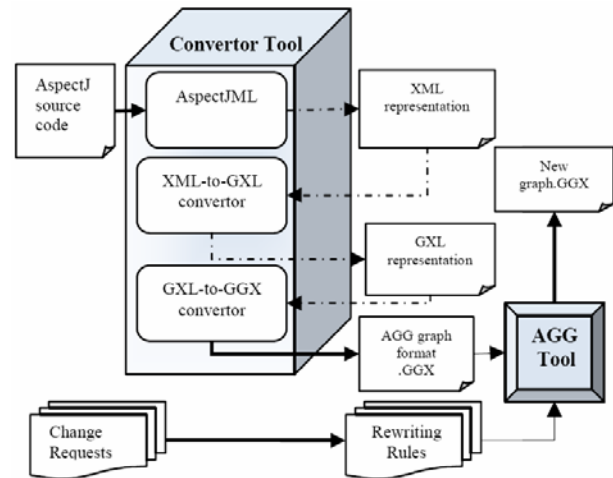 Convertor Tool
AspectJ
source
code
AspectJML
XML
representation
XML-to-GXL
convertor
New
graph.GGX
GXL
representation
GXL-to-GGX
convertor
AGG graph
format
.GGX
AGG
Tool
Change
Requests
Rewriting
Rules